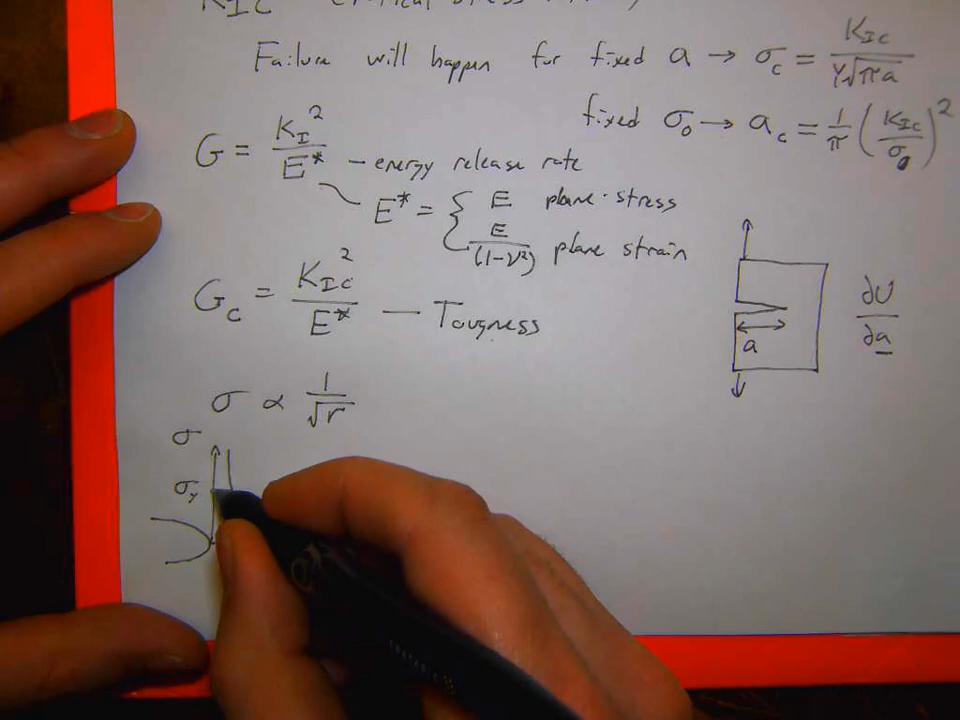 Failure will happen for fixed a → σc = KIc / Y√πa
fixed σ0 → ac = 1/π (KIc / σ0)²
G = KI² / E* – energy release rate
E* = { E plane stress
E / (1-ν²) plane strain
Gc = KIc² / E* — Tougness
∂U / ∂a
a
σ ∝ 1 / √r
σ
σy